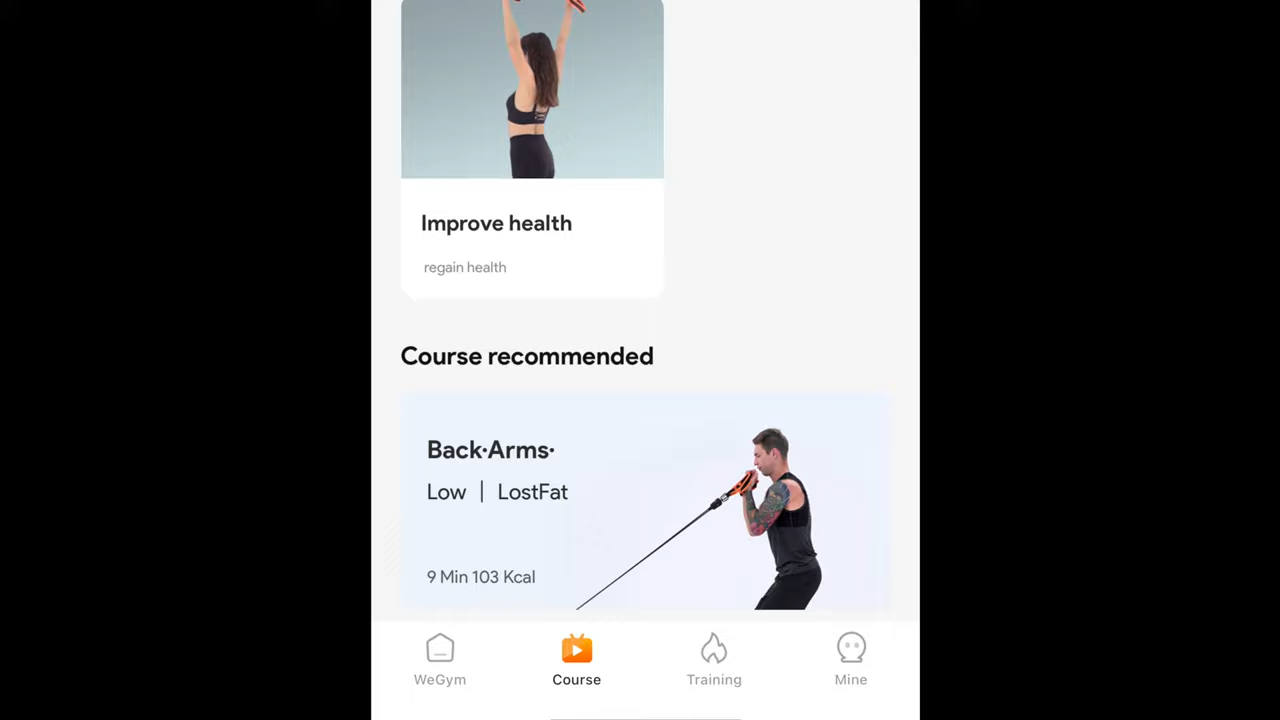 Improve health
regain health
Course recommended
Back·Arms·
Low | LostFat
9 Min 103 Kcal
WeGym
Course
Training
Mine